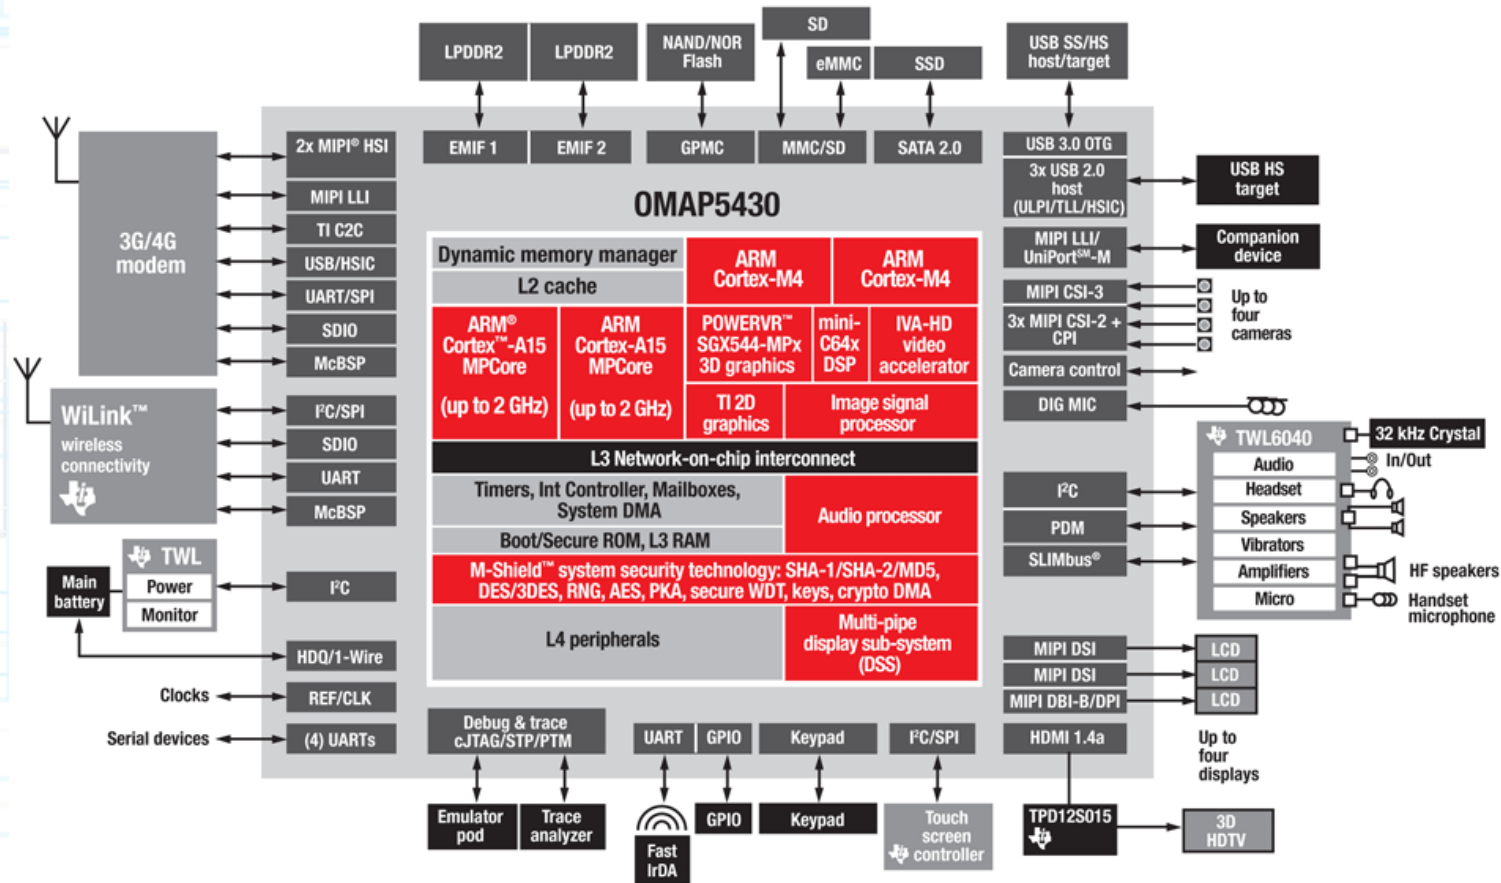 SD
LPDDR2
LPDDR2
NAND/NOR
Flash
eMMC
SSD
USB SS/HS
host/target
EMIF 1
EMIF 2
GPMC
MMC/SD
SATA 2.0
USB 3.0 OTG
3x USB 2.0
host
(ULPI/TLL/HSIC)
USB HS
target
MIPI LLI/
UniPort℠-M
Companion
device
MIPI CSI-3
3x MIPI CSI-2 +
CPI
Up to
four
cameras
Camera control
DIG MIC
3G/4G
modem
2x MIPI® HSI
MIPI LLI
TI C2C
USB/HSIC
UART/SPI
SDIO
McBSP
WiLink™
wireless
connectivity
I²C/SPI
SDIO
UART
McBSP
TWL
Power
Monitor
Main
battery
I²C
HDQ/1-Wire
Clocks
REF/CLK
Serial devices
(4) UARTs
OMAP5430
Dynamic memory manager
L2 cache
ARM
Cortex-M4
ARM
Cortex-M4
ARM®
Cortex™-A15
MPCore
(up to 2 GHz)
ARM
Cortex-A15
MPCore
(up to 2 GHz)
POWERVR™
SGX544-MPx
3D graphics
mini-
C64x
DSP
IVA-HD
video
accelerator
TI 2D
graphics
Image signal
processor
L3 Network-on-chip interconnect
Timers, Int Controller, Mailboxes,
System DMA
Boot/Secure ROM, L3 RAM
Audio processor
M-Shield™ system security technology: SHA-1/SHA-2/MD5,
DES/3DES, RNG, AES, PKA, secure WDT, keys, crypto DMA
L4 peripherals
Multi-pipe
display sub-system
(DSS)
I²C
PDM
SLIMbus®
TWL6040
Audio
Headset
Speakers
Vibrators
Amplifiers
Micro
32 kHz Crystal
In/Out
HF speakers
Handset
microphone
MIPI DSI
LCD
MIPI DSI
LCD
MIPI DBI-B/DPI
LCD
HDMI 1.4a
Up to
four
displays
Debug & trace
cJTAG/STP/PTM
UART
GPIO
Keypad
I²C/SPI
Emulator
pod
Trace
analyzer
Fast
IrDA
GPIO
Keypad
Touch
screen
controller
TPD12S015
3D
HDTV